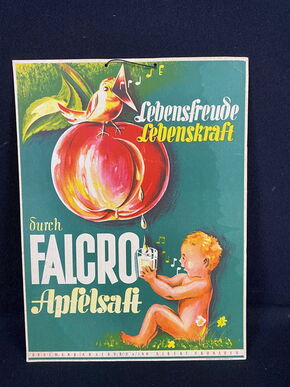 Lebensfreude
Lebenskraft
durch
FALCRO
Apfelsaft